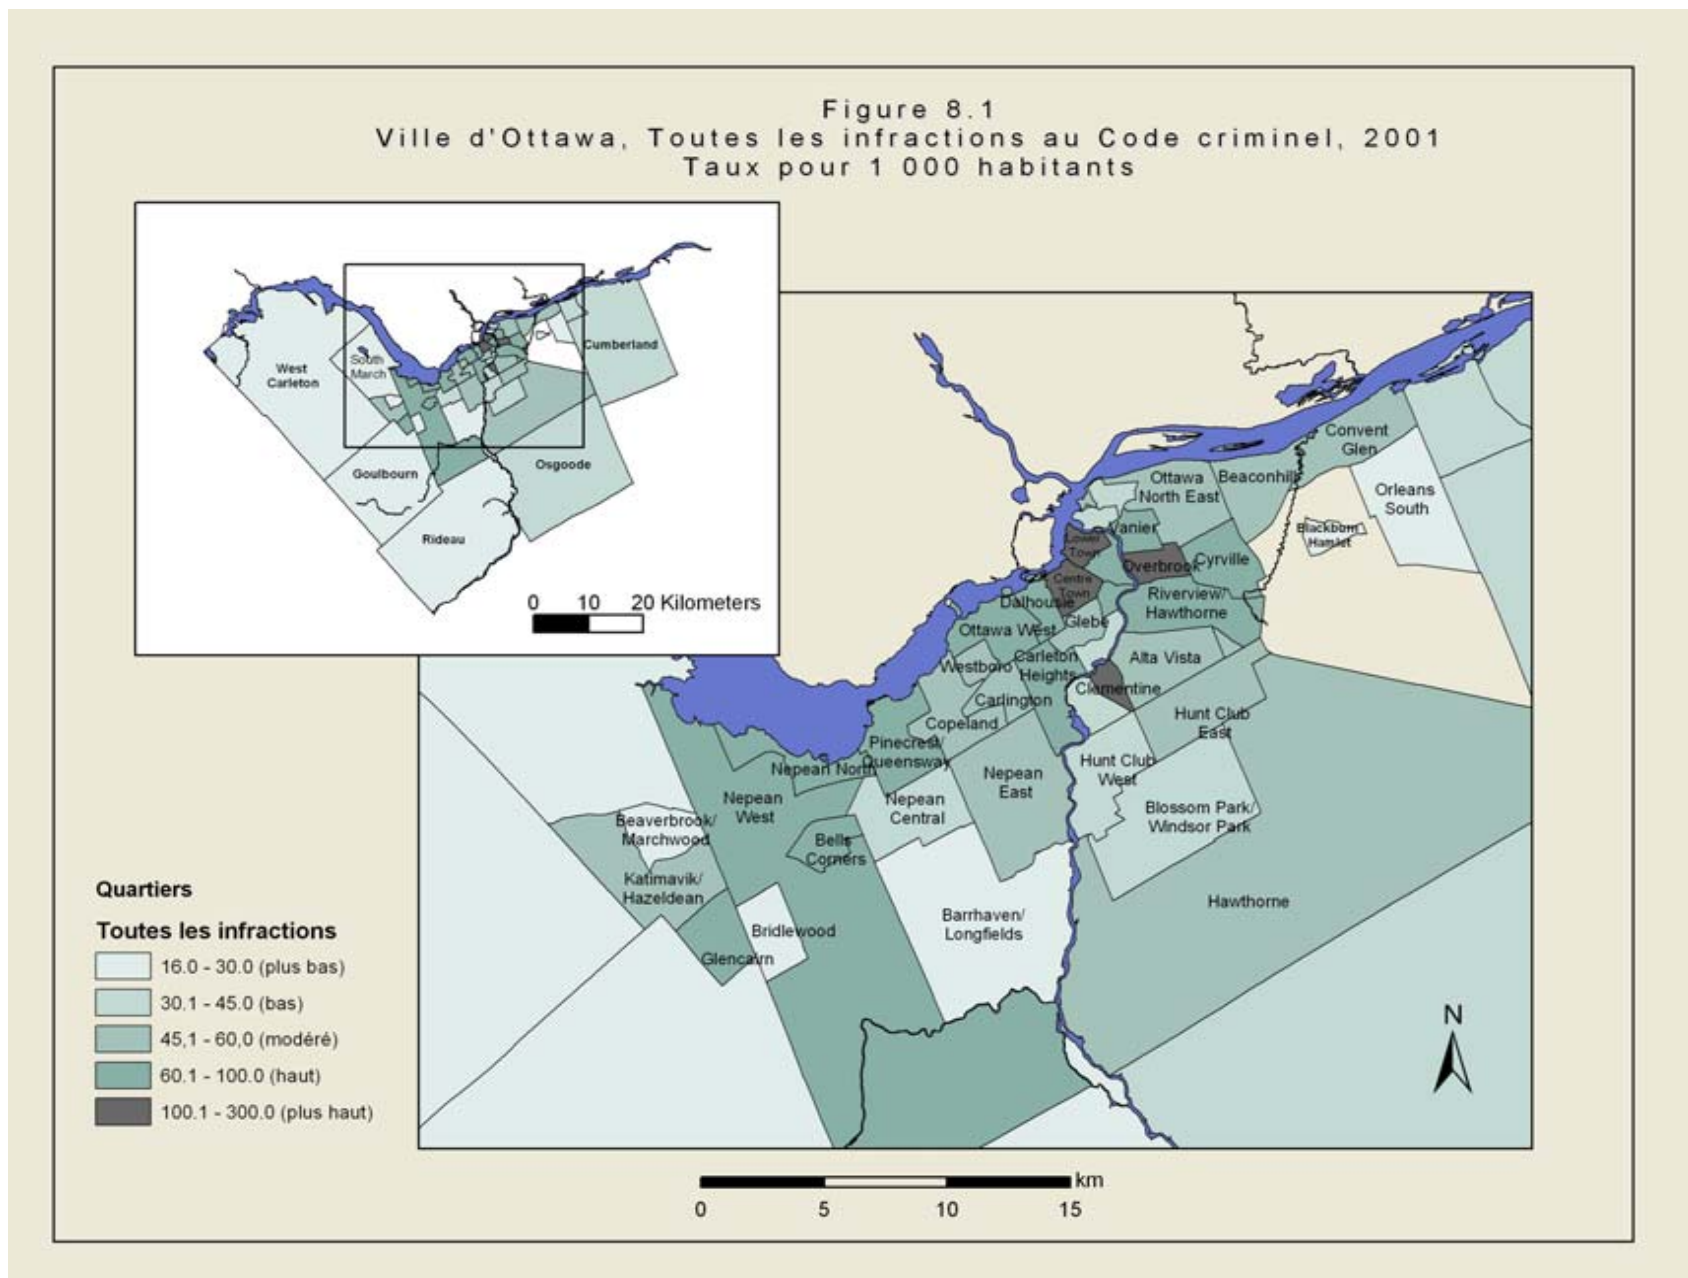 Figure 8.1
Ville d'Ottawa, Toutes les infractions au Code criminel, 2001
Taux pour 1 000 habitants
West
Carleton
South
March
Cumberland
Goulbourn
Osgoode
Rideau
0 10 20 Kilometers
Convent
Glen
Ottawa
North East
Beaconhill
Orleans
South
Blackburn
Hamlet
Vanier
Lower
Town
Overbrook
Cyrville
Centre
Town
Dalhousie
Riverview/
Hawthorne
Glebe
Ottawa West
Westboro
Carleton
Heights
Alta Vista
Clementine
Carlington
Copeland
Hunt Club
East
Pinecrest/
Queensway
Nepean North
Nepean
East
Hunt Club
West
Nepean
West
Nepean
Central
Blossom Park/
Windsor Park
Beaverbrook/
Marchwood
Bells
Corners
Katimavik/
Hazeldean
Hawthorne
Barrhaven/
Longfields
Bridlewood
Glencairn
Quartiers
Toutes les infractions
16.0 - 30.0 (plus bas)
30.1 - 45.0 (bas)
45,1 - 60,0 (modéré)
60.1 - 100.0 (haut)
100.1 - 300.0 (plus haut)
N
km
0 5 10 15